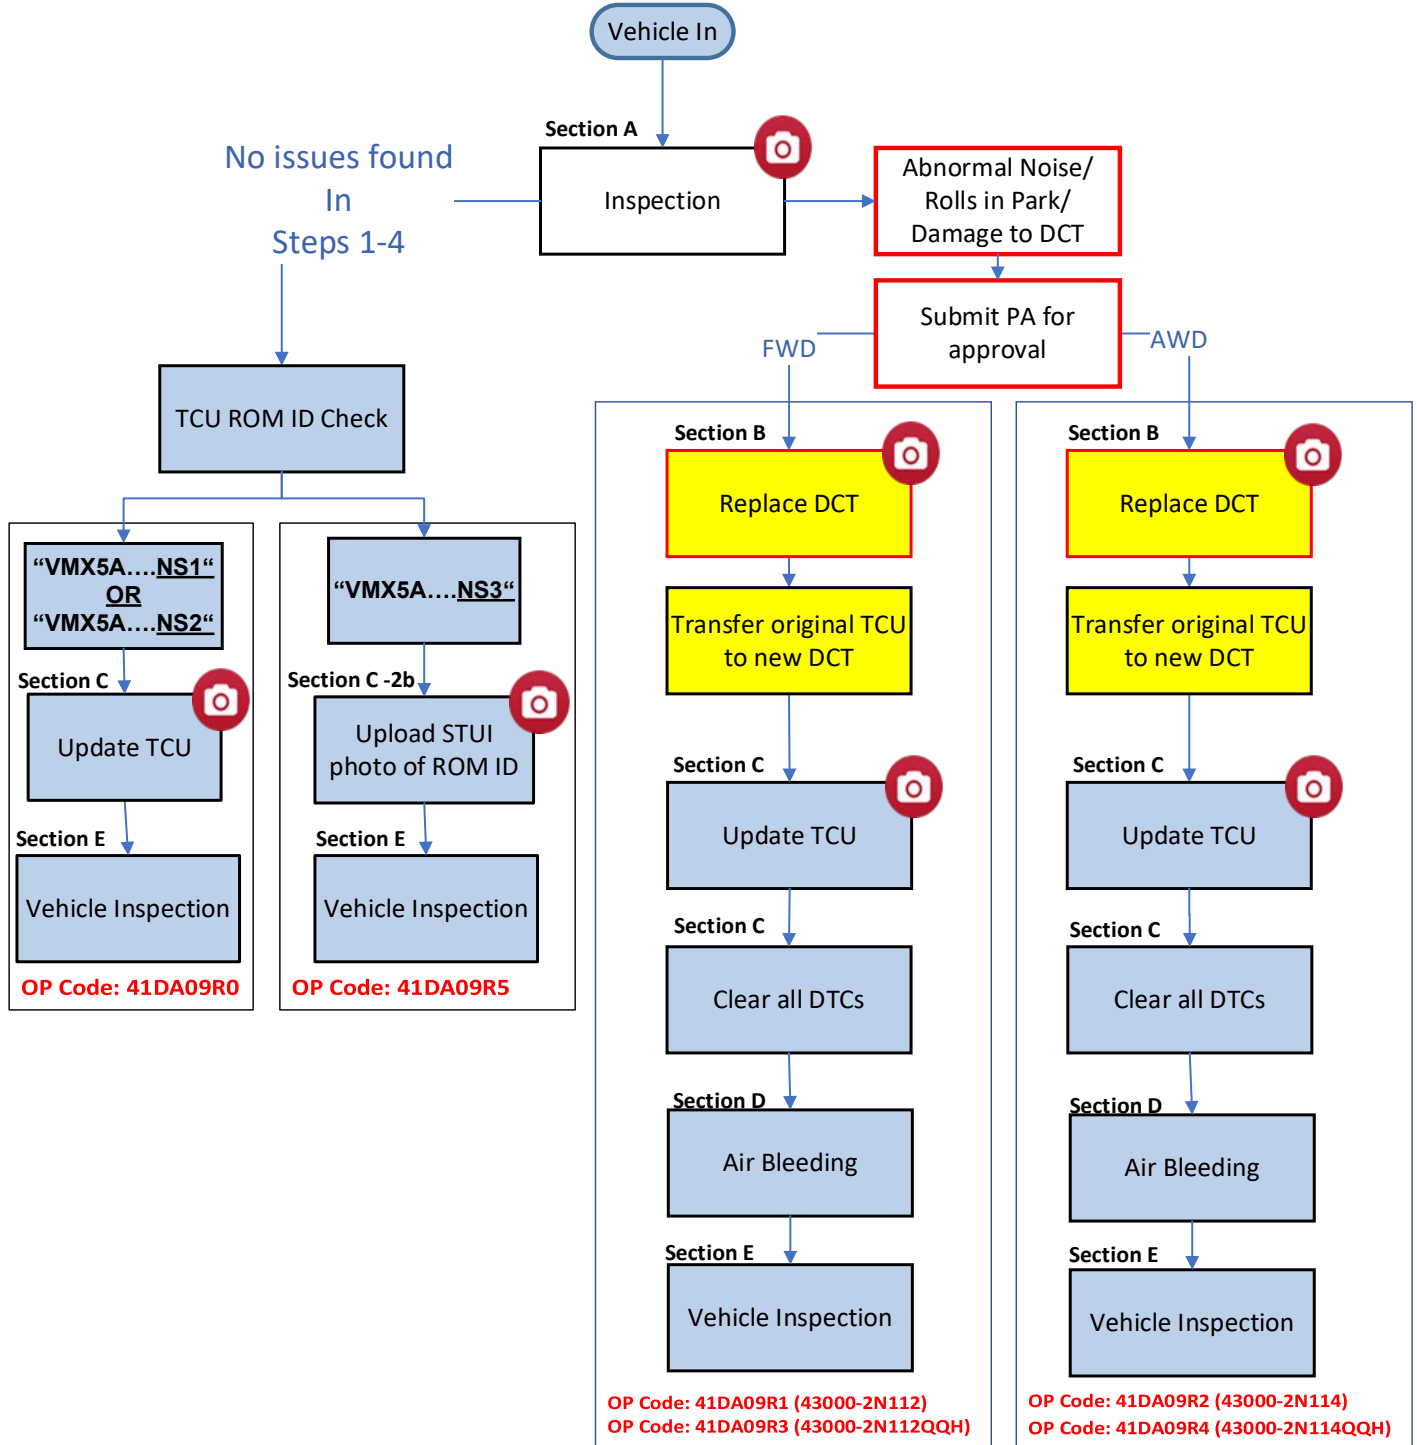 Vehicle In
Section A
Inspection
No issues found
In
Steps 1-4
Abnormal Noise/
Rolls in Park/
Damage to DCT
Submit PA for
approval
FWD
AWD
TCU ROM ID Check
“VMX5A....NS1“
OR
“VMX5A....NS2“
Section C
Update TCU
Section E
Vehicle Inspection
OP Code: 41DA09R0
“VMX5A....NS3“
Section C -2b
Upload STUI
photo of ROM ID
Section E
Vehicle Inspection
OP Code: 41DA09R5
Section B
Replace DCT
Transfer original TCU
to new DCT
Section C
Update TCU
Section C
Clear all DTCs
Section D
Air Bleeding
Section E
Vehicle Inspection
OP Code: 41DA09R1 (43000-2N112)
OP Code: 41DA09R3 (43000-2N112QQH)
Section B
Replace DCT
Transfer original TCU
to new DCT
Section C
Update TCU
Section C
Clear all DTCs
Section D
Air Bleeding
Section E
Vehicle Inspection
OP Code: 41DA09R2 (43000-2N114)
OP Code: 41DA09R4 (43000-2N114QQH)